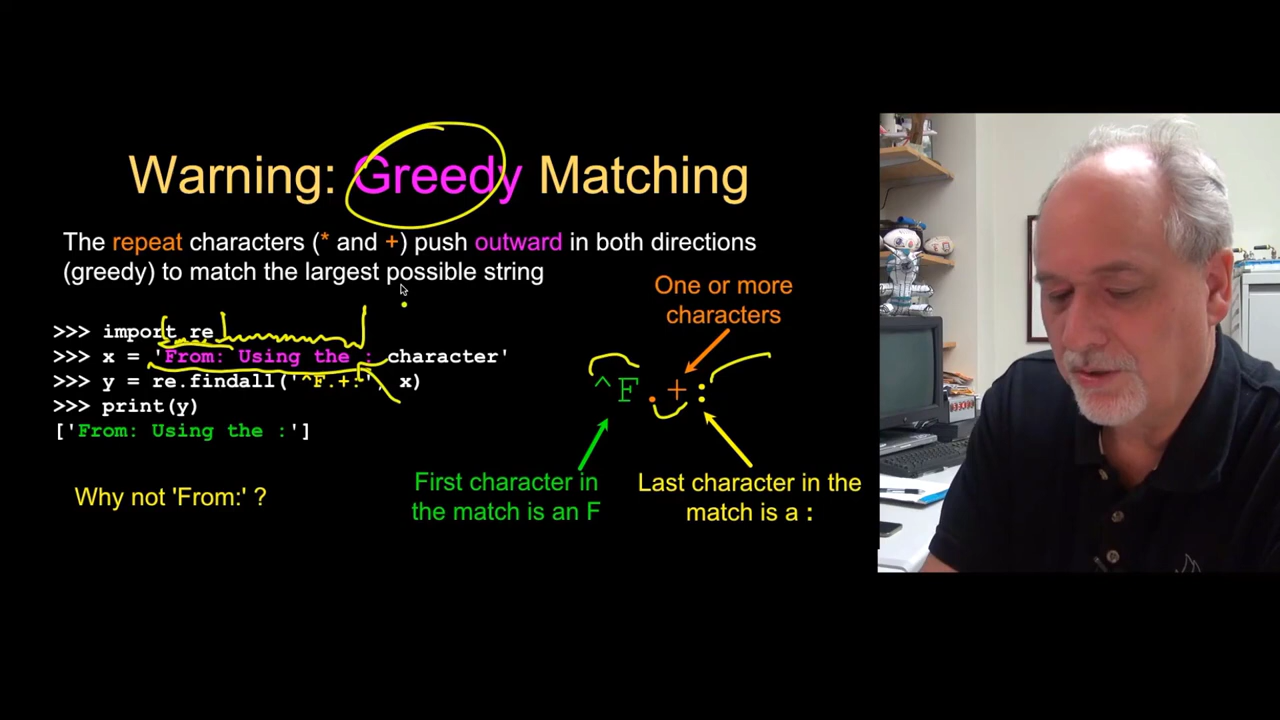 Warning: Greedy Matching
The repeat characters (* and +) push outward in both directions
(greedy) to match the largest possible string
One or more
characters
>>> import re
>>> x = 'From: Using the : character'
>>> y = re.findall('^F.+:', x)
>>> print(y)
['From: Using the :']
^F.+:
Why not 'From:' ?
First character in
the match is an F
Last character in the
match is a :